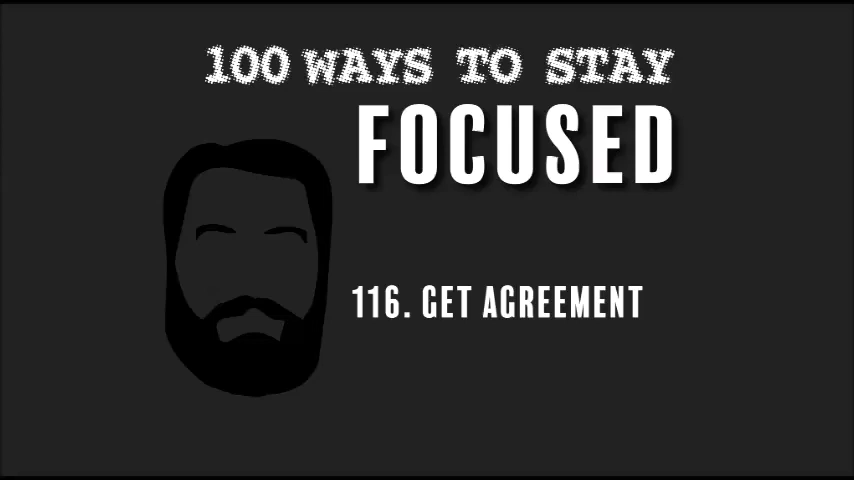 100 WAYS TO STAY
FOCUSED
116. GET AGREEMENT